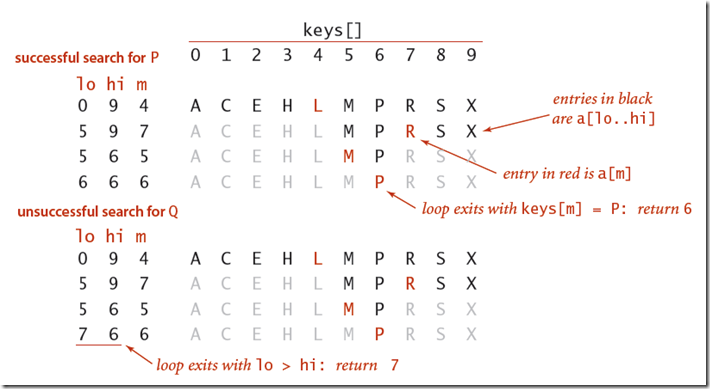 keys[]
successful search for P 0 1 2 3 4 5 6 7 8 9
lo hi m
0 9 4 A C E H L M P R S X
5 9 7 A C E H L M P R S X
5 6 5 A C E H L M P R S X
6 6 6 A C E H L M P R S X
entries in black
are a[lo..hi]
entry in red is a[m]
loop exits with keys[m] = P: return 6
unsuccessful search for Q
lo hi m
0 9 4 A C E H L M P R S X
5 9 7 A C E H L M P R S X
5 6 5 A C E H L M P R S X
7 6 6 A C E H L M P R S X
loop exits with lo > hi: return 7